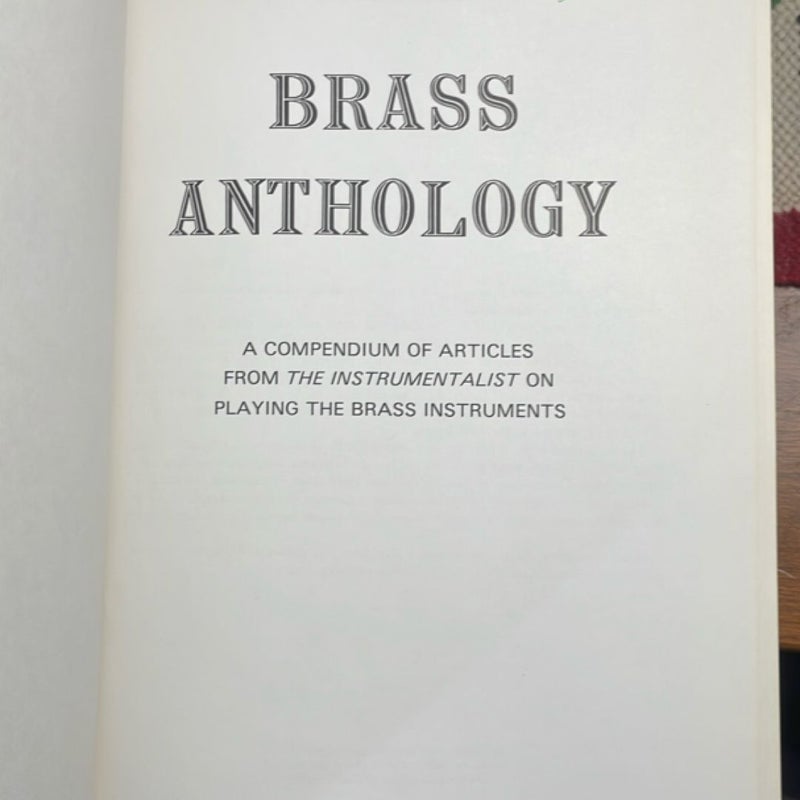 BRASS
ANTHOLOGY
A COMPENDIUM OF ARTICLES
FROM THE INSTRUMENTALIST ON
PLAYING THE BRASS INSTRUMENTS